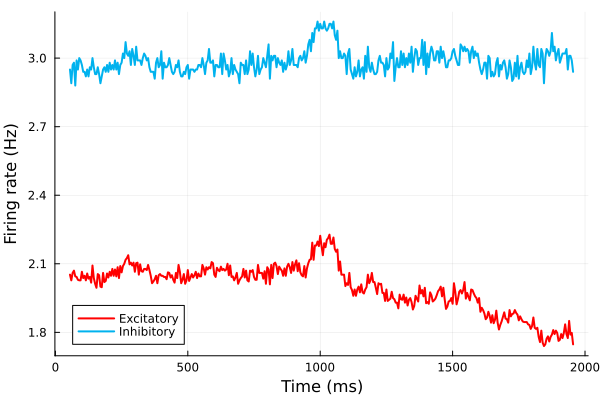 3.0
2.7
2.4
2.1
1.8
Firing rate (Hz)
Excitatory
Inhibitory
0 500 1000 1500 2000
Time (ms)